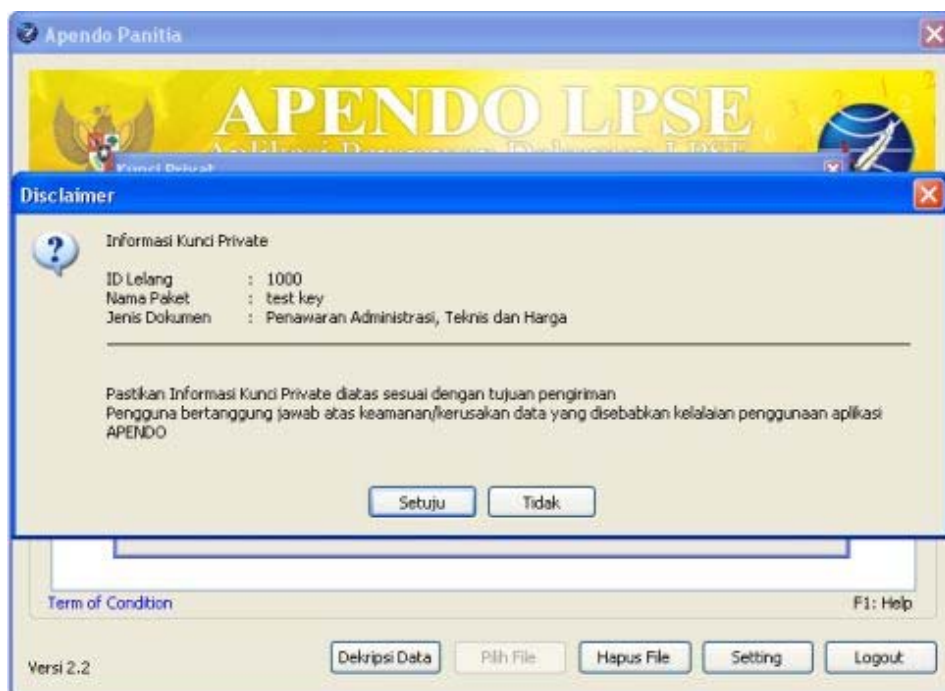 Apendo Panitia
APENDO LPSE
Kunci Privat
Disclaimer
Informasi Kunci Private
ID Lelang : 1000
Nama Paket : test key
Jenis Dokumen : Penawaran Administrasi, Teknis dan Harga
Pastikan Informasi Kunci Private diatas sesuai dengan tujuan pengiriman
Pengguna bertanggung jawab atas keamanan/kerusakan data yang disebabkan kelalaian penggunaan aplikasi
APENDO
Setuju Tidak
Term of Condition F1: Help
Versi 2.2 Dekripsi Data Pilih File Hapus File Setting Logout